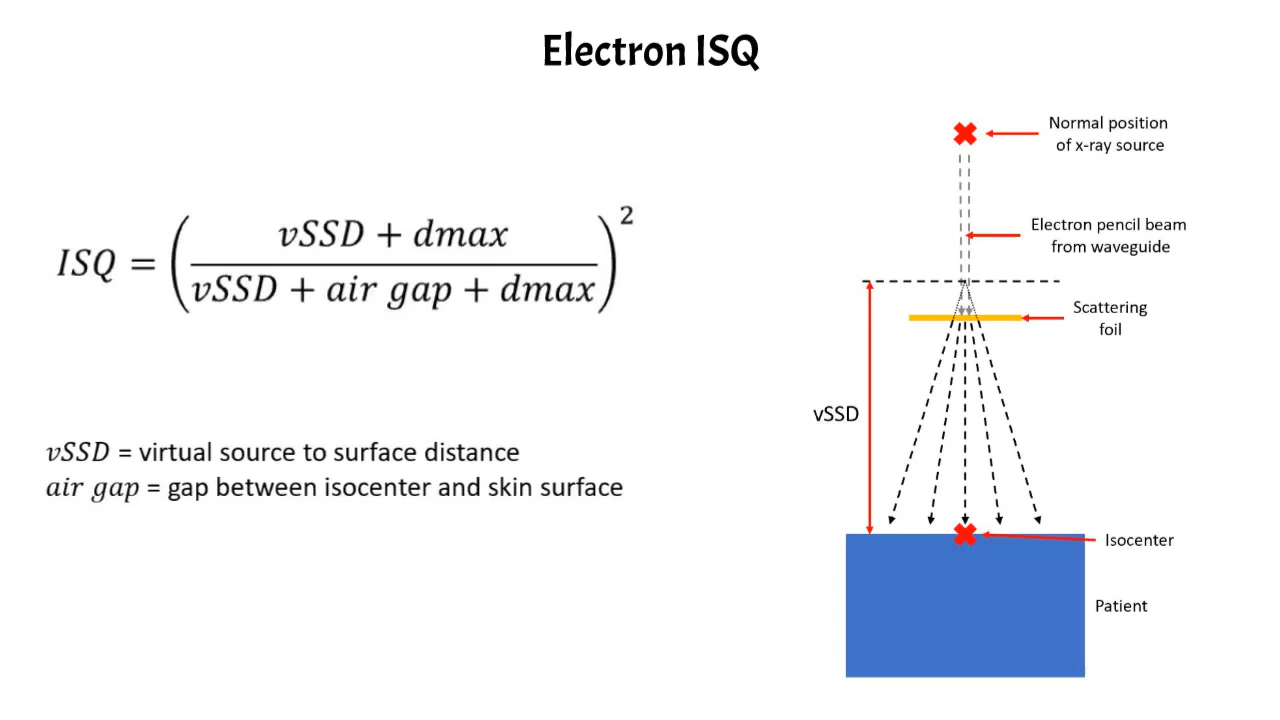 Electron ISQ
Normal position
of x-ray source
Electron pencil beam
from waveguide
ISQ = (vSSD + dmax / vSSD + air gap + dmax)²
Scattering
foil
vSSD
vSSD = virtual source to surface distance
air gap = gap between isocenter and skin surface
Isocenter
Patient